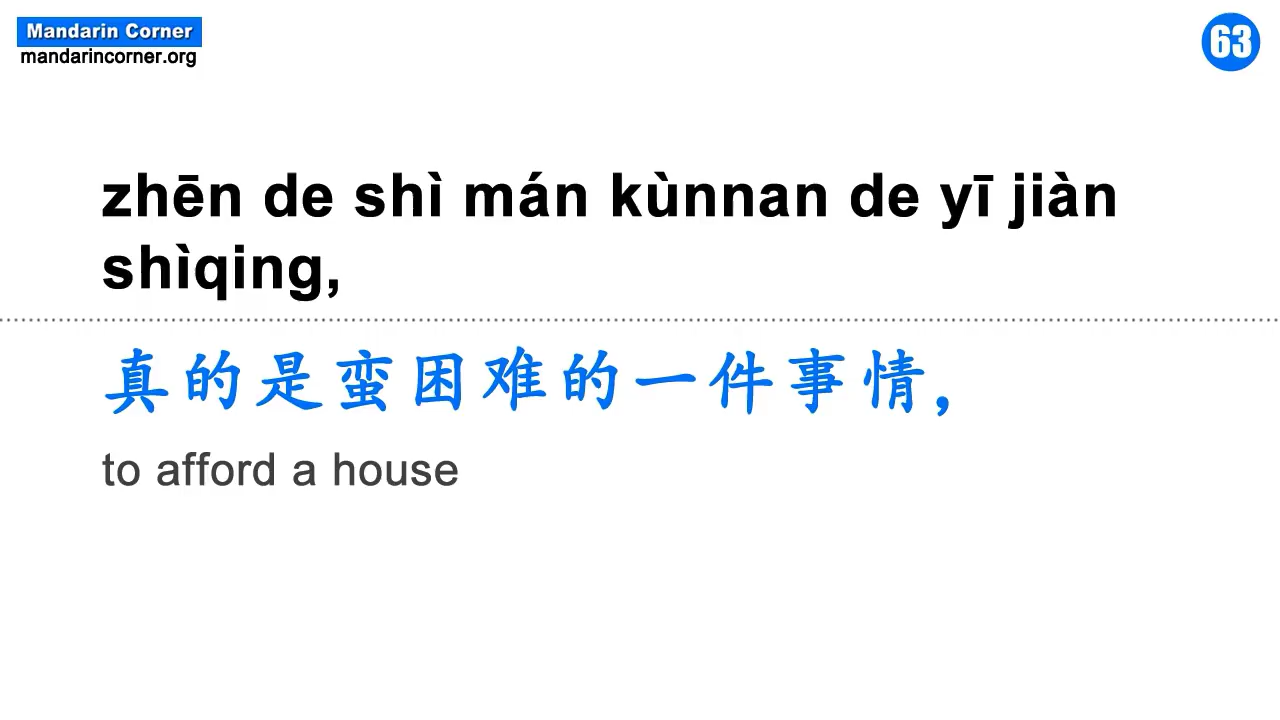 Mandarin Corner
mandarincorner.org
63
zhēn de shì mán kùnnan de yī jiàn
shìqing,
真的是蛮困难的一件事情，
to afford a house